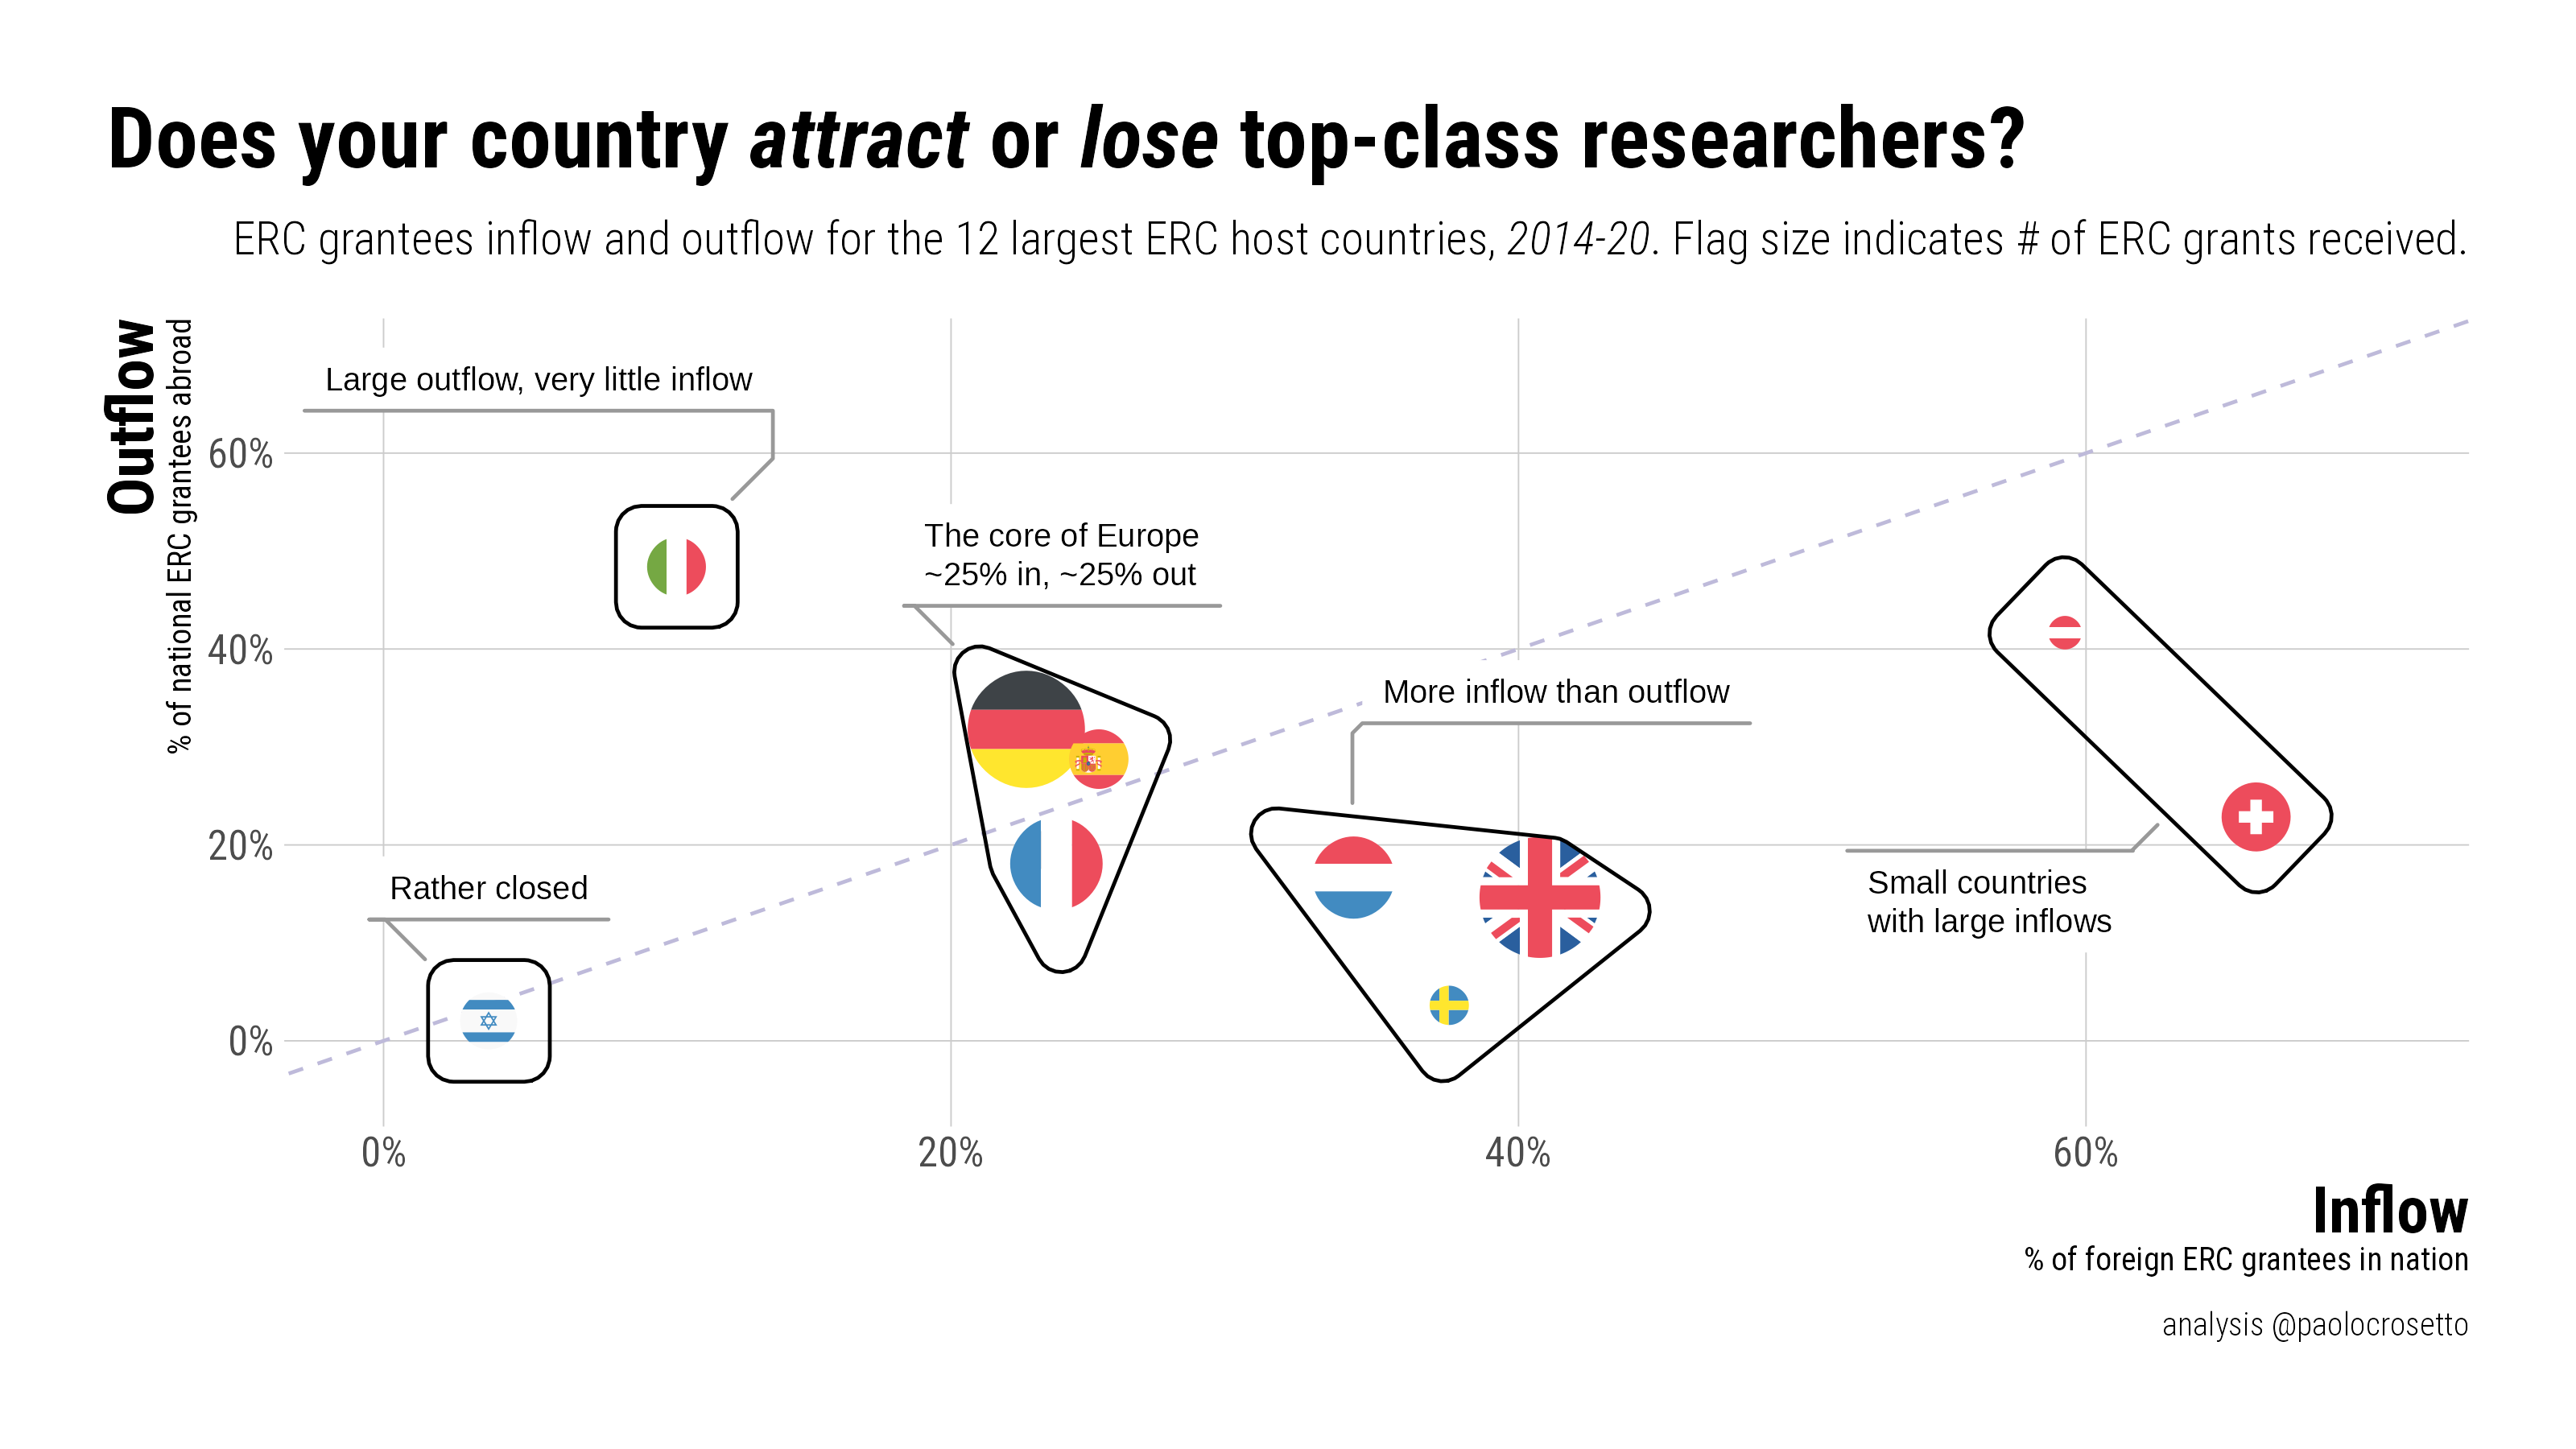 Does your country attract or lose top-class researchers?
ERC grantees inflow and outflow for the 12 largest ERC host countries, 2014-20. Flag size indicates # of ERC grants received.
Outflow
% of national ERC grantees abroad
60%
40%
20%
0%
Large outflow, very little inflow
The core of Europe
~25% in, ~25% out
More inflow than outflow
Rather closed
Small countries
with large inflows
0%
20%
40%
60%
Inflow
% of foreign ERC grantees in nation
analysis @paolocrosetto